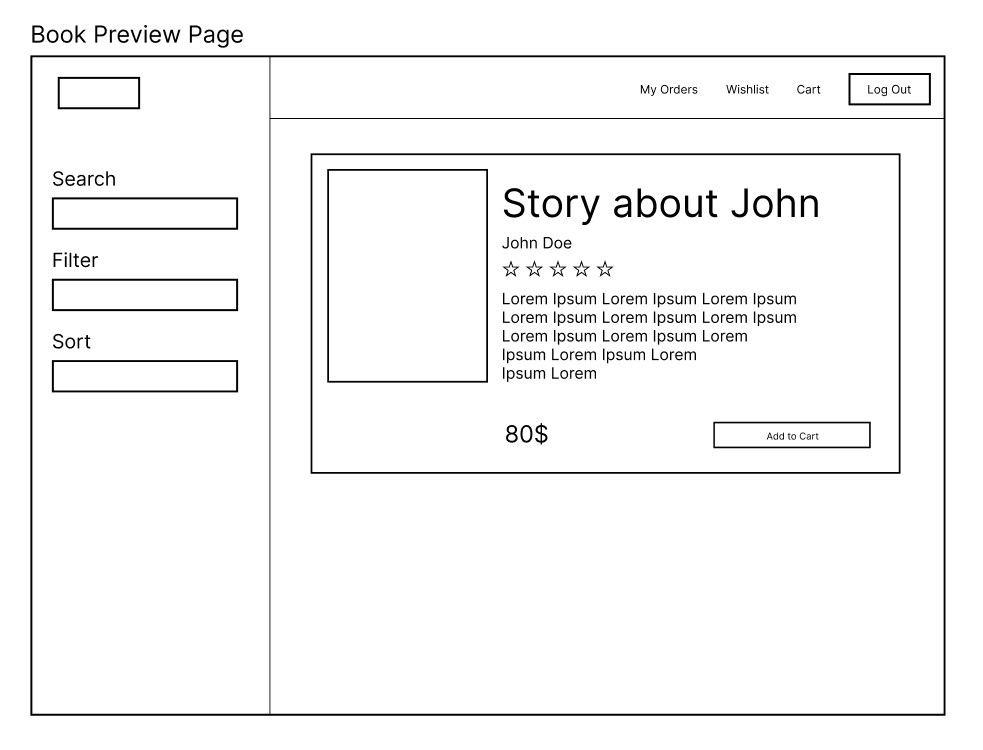 Book Preview Page
My Orders Wishlist Cart Log Out
Search
Filter
Sort
Story about John
John Doe
Lorem Ipsum Lorem Ipsum Lorem Ipsum
Lorem Ipsum Lorem Ipsum Lorem Ipsum
Lorem Ipsum Lorem Ipsum Lorem
Ipsum Lorem Ipsum Lorem
Ipsum Lorem
80$
Add to Cart